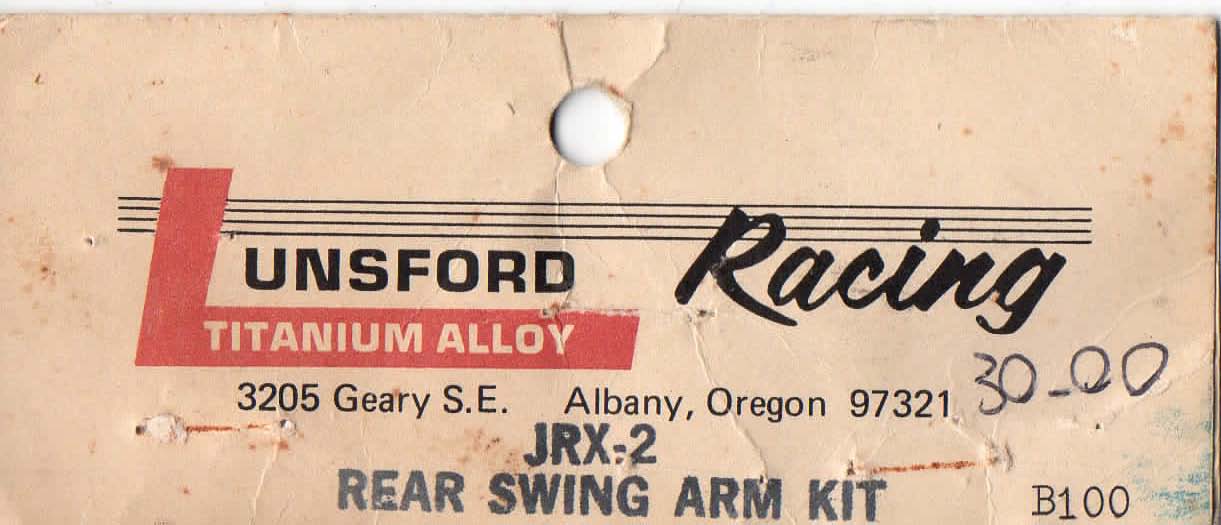 LUNSFORD Racing
TITANIUM ALLOY
3205 Geary S.E. Albany, Oregon 97321
30-00
JRX-2
REAR SWING ARM KIT
B100